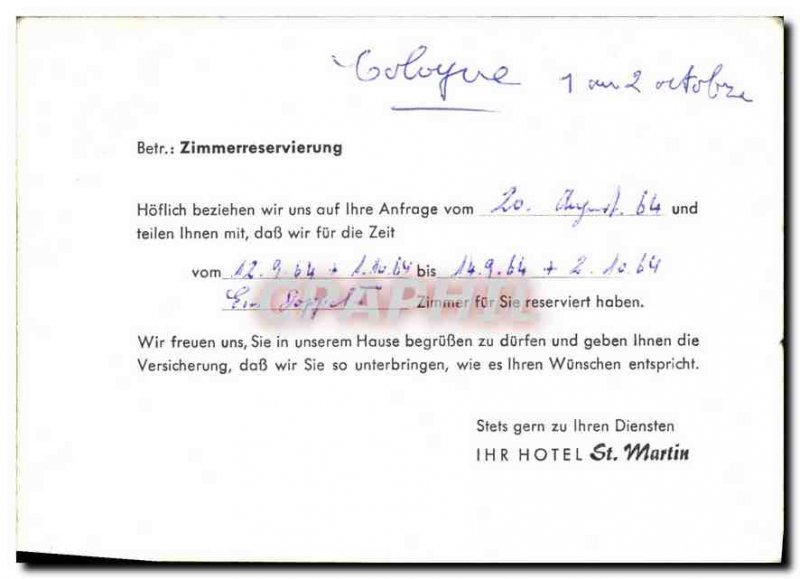 Cologne 1 au 2 octobre
Betr.: Zimmerreservierung
Höflich beziehen wir uns auf Ihre Anfrage vom 20. August. 64 und
teilen Ihnen mit, daß wir für die Zeit
vom 12.9.64 + 1.10.64 bis 14.9.64 + 2.10.64
Ein Doppel Zimmer für Sie reserviert haben.
Wir freuen uns, Sie in unserem Hause begrüßen zu dürfen und geben Ihnen die
Versicherung, daß wir Sie so unterbringen, wie es Ihren Wünschen entspricht.
Stets gern zu Ihren Diensten
IHR HOTEL St. Martin